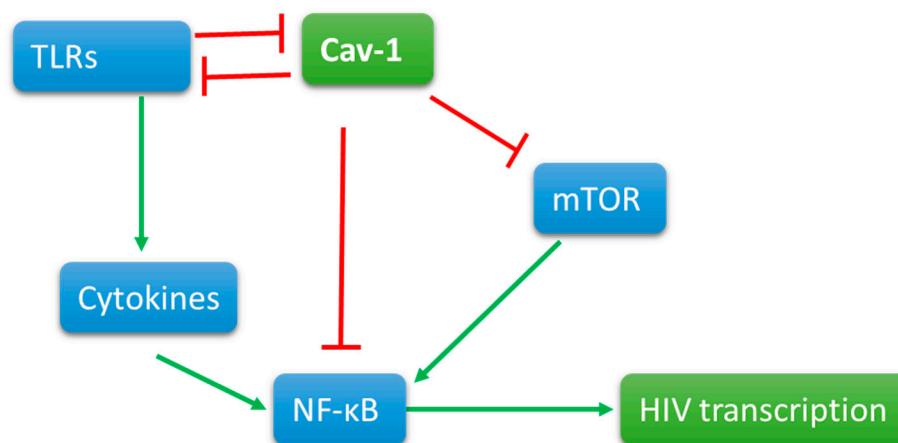 TLRs
Cav-1
mTOR
Cytokines
NF-κB
HIV transcription